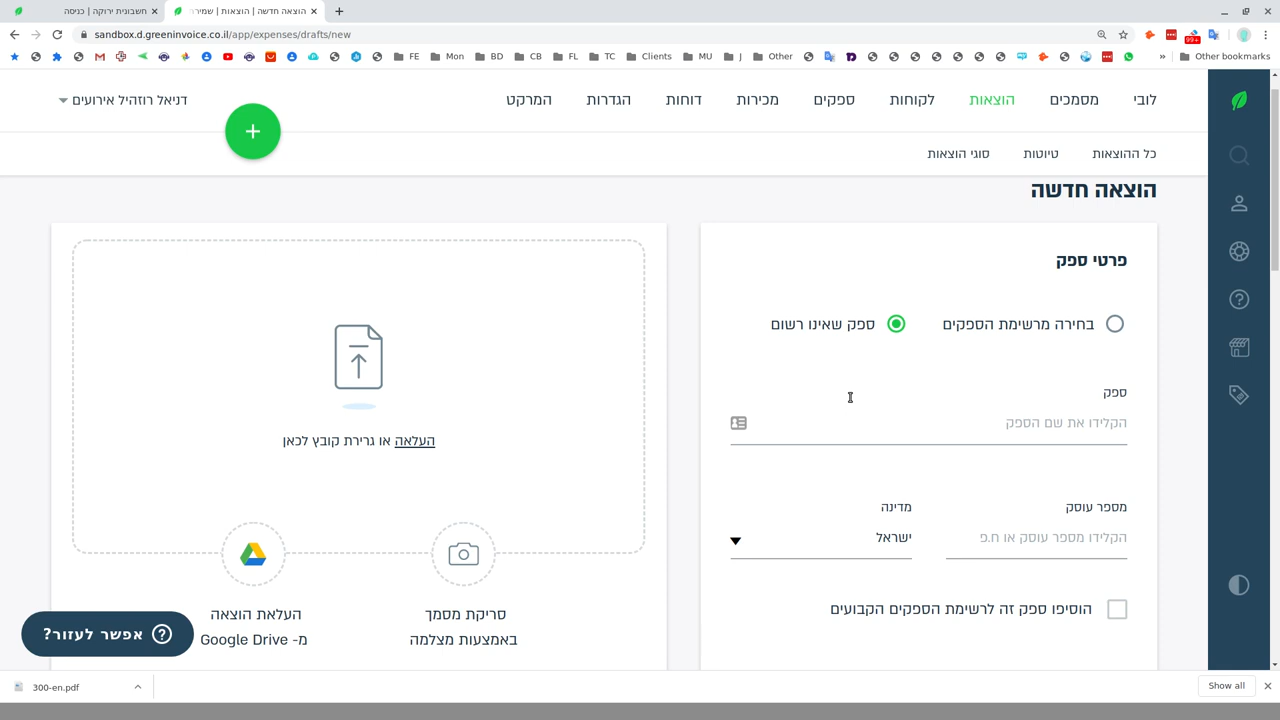 חשבונית ירוקה | כניסה
הוצאה חדשה | הוצאות | שמירה
sandbox.d.greeninvoice.co.il/app/expenses/drafts/new
99+
FE
Mon
BD
CB
FL
TC
Clients
MU
J
Other
Other bookmarks
לובי
מסמכים
הוצאות
לקוחות
ספקים
מכירות
דוחות
הגדרות
המרקט
דניאל רוזהיל אירועים
כל ההוצאות
טיוטות
סוגי הוצאות
הוצאה חדשה
פרטי ספק
בחירה מרשימת הספקים
ספק שאינו רשום
ספק
הקלידו את שם הספק
מספר עוסק
מדינה
הקלידו מספר עוסק או ח.פ
ישראל
הוסיפו ספק זה לרשימת הספקים הקבועים
העלאה או גרירת קובץ לכאן
סריקת מסמך
באמצעות מצלמה
העלאת הוצאה
מ- Google Drive
אפשר לעזור?
300-en.pdf
Show all